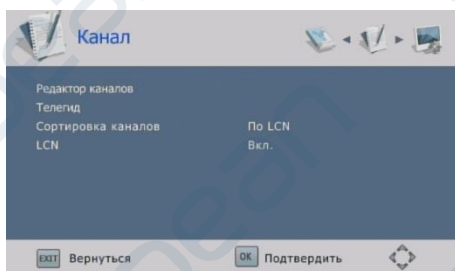 Канал
Редактор каналов
Телегид
Сортировка каналов По LCN
LCN Вкл.
EXIT Вернуться OK Подтвердить